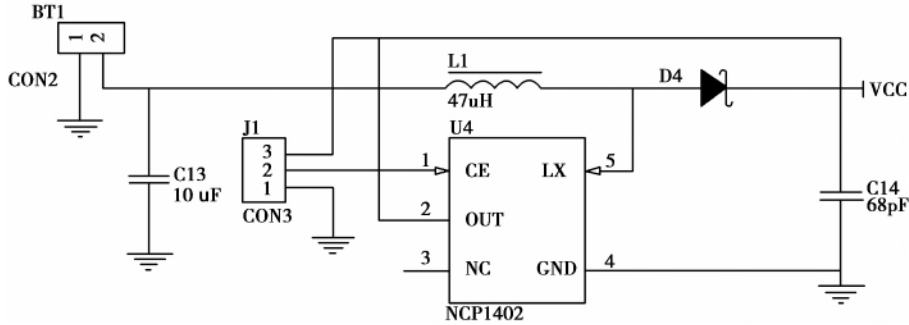 BT1
1 2
CON2
L1
47uH
D4
VCC
J1
3
2
1
CON3
C13
10 uF
U4
1 CE LX 5
2 OUT
3 NC GND 4
NCP1402
C14
68pF